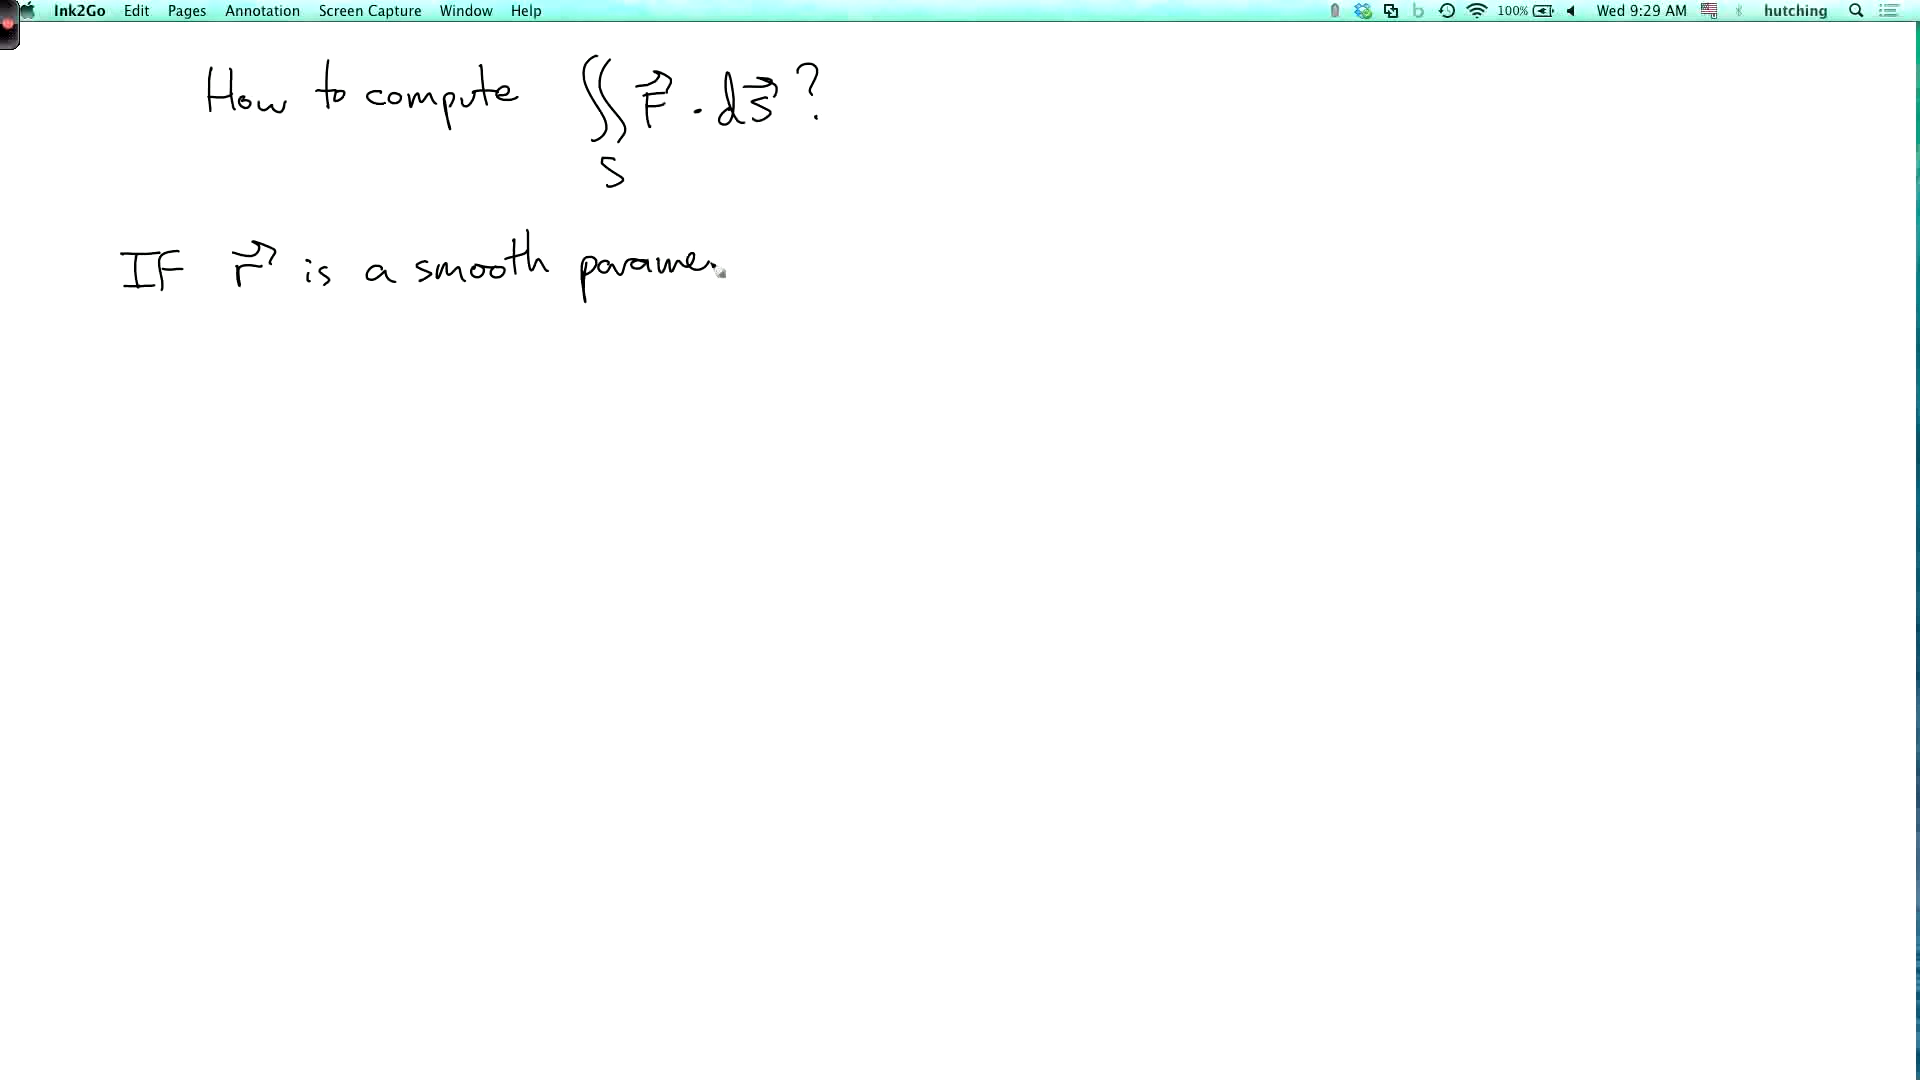 Ink2Go Edit Pages Annotation Screen Capture Window Help 100% Wed 9:29 AM hutching
How to compute ∬ F⃗ · dS⃗ ?
S
IF r⃗ is a smooth parame